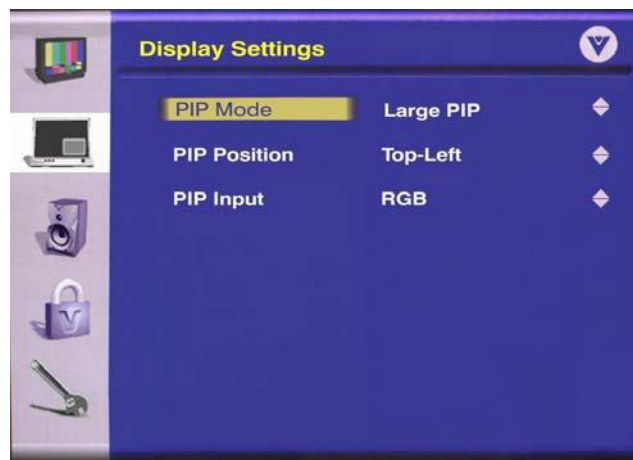 Display Settings
PIP Mode Large PIP
PIP Position Top-Left
PIP Input RGB